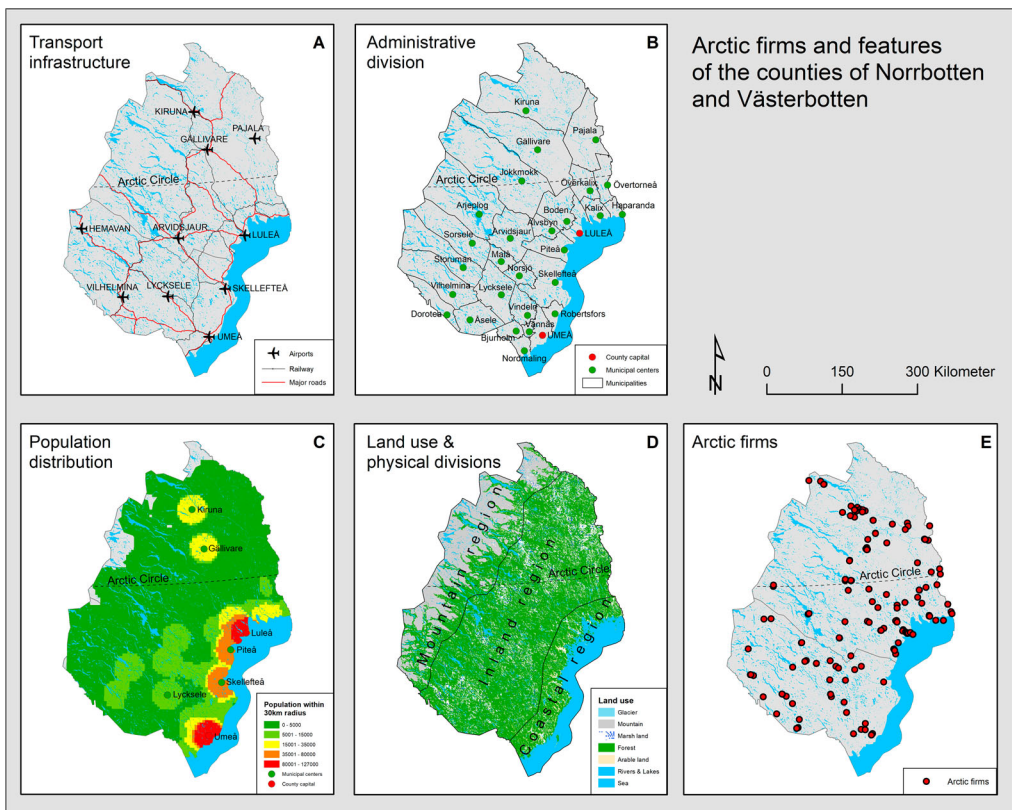 Transport
infrastructure
A
KIRUNA
PAJALA
GÄLLIVARE
Arctic Circle
HEMAVAN
ARVIDSJAUR
LULEÅ
VILHELMINA
LYCKSELE
SKELLEFTEÅ
UMEÅ
Airports
Railway
Major roads
Administrative
division
B
Kiruna
Pajala
Gällivare
Jokkmokk
Arctic Circle
Överkalix
Övertorneå
Arjeplog
Boden
Kalix
Haparanda
Älvsbyn
Sorsele
Arvidsjaur
LULEÅ
Piteå
Storuman
Malå
Norsjö
Skellefteå
Vilhelmina
Lycksele
Dorotea
Åsele
Vindeln
Robertsfors
Vännäs
Bjurholm
UMEÅ
Nordmaling
County capital
Municipal centers
Municipalities
Arctic firms and features
of the counties of Norrbotten
and Västerbotten
N
0 150 300 Kilometer
Population
distribution
C
Kiruna
Gällivare
Arctic Circle
Luleå
Piteå
Skellefteå
Lycksele
Umeå
Population within
30km radius
0 - 5000
5001 - 15000
15001 - 35000
35001 - 80000
80001 - 127000
Municipal centers
County capital
Land use &
physical divisions
D
Mountain region
Inland region
Arctic Circle
Coastal region
Land use
Glacier
Mountain
Marsh land
Forest
Arable land
Rivers & Lakes
Sea
Arctic firms
E
Arctic Circle
Arctic firms